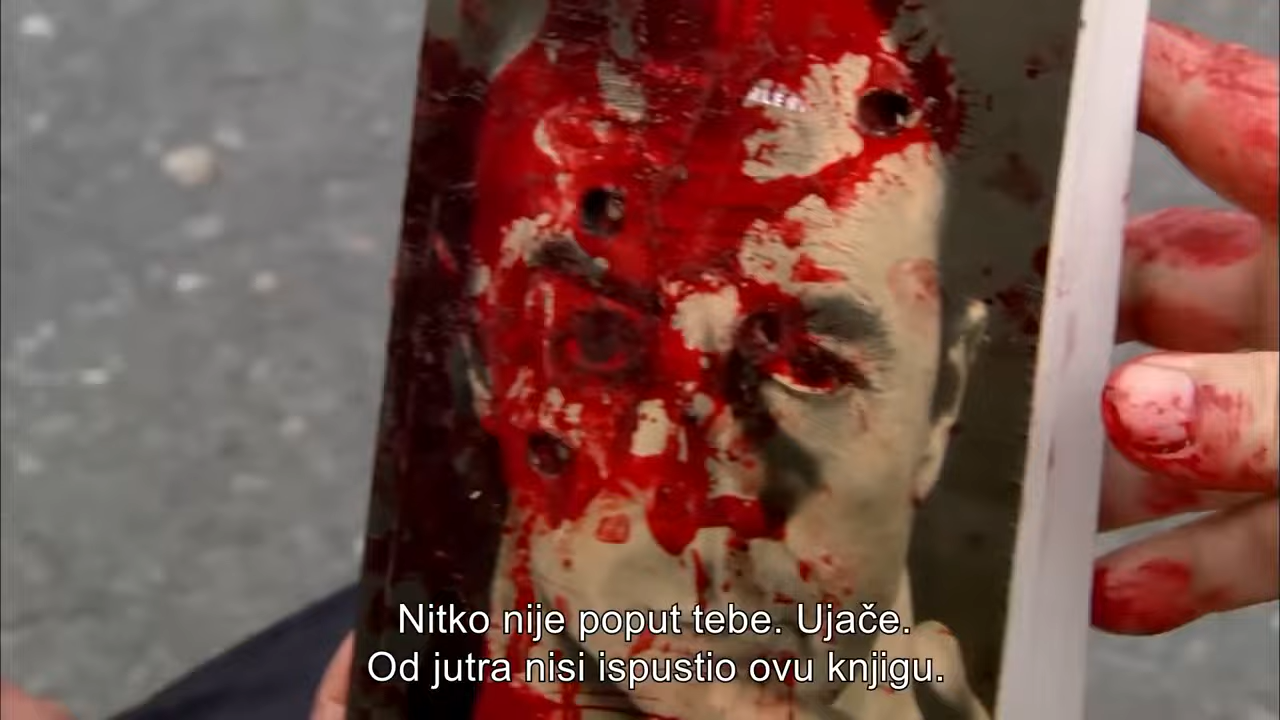 Nitko nije poput tebe. Ujače.
Od jutra nisi ispustio ovu knjigu.